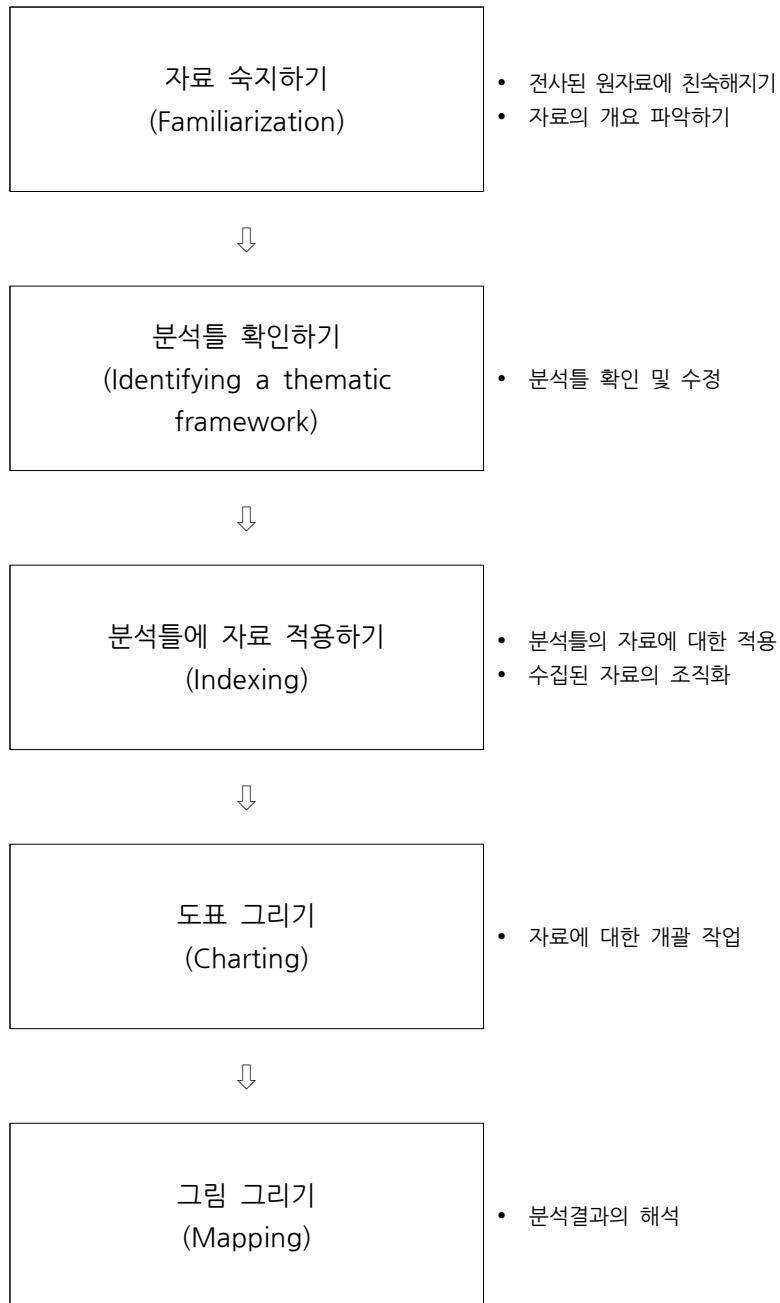 자료 숙지하기
(Familiarization)
• 전사된 원자료에 친숙해지기
• 자료의 개요 파악하기
⇩
분석틀 확인하기
(Identifying a thematic
framework)
• 분석틀 확인 및 수정
⇩
분석틀에 자료 적용하기
(Indexing)
• 분석틀의 자료에 대한 적용
• 수집된 자료의 조직화
⇩
도표 그리기
(Charting)
• 자료에 대한 개괄 작업
⇩
그림 그리기
(Mapping)
• 분석결과의 해석